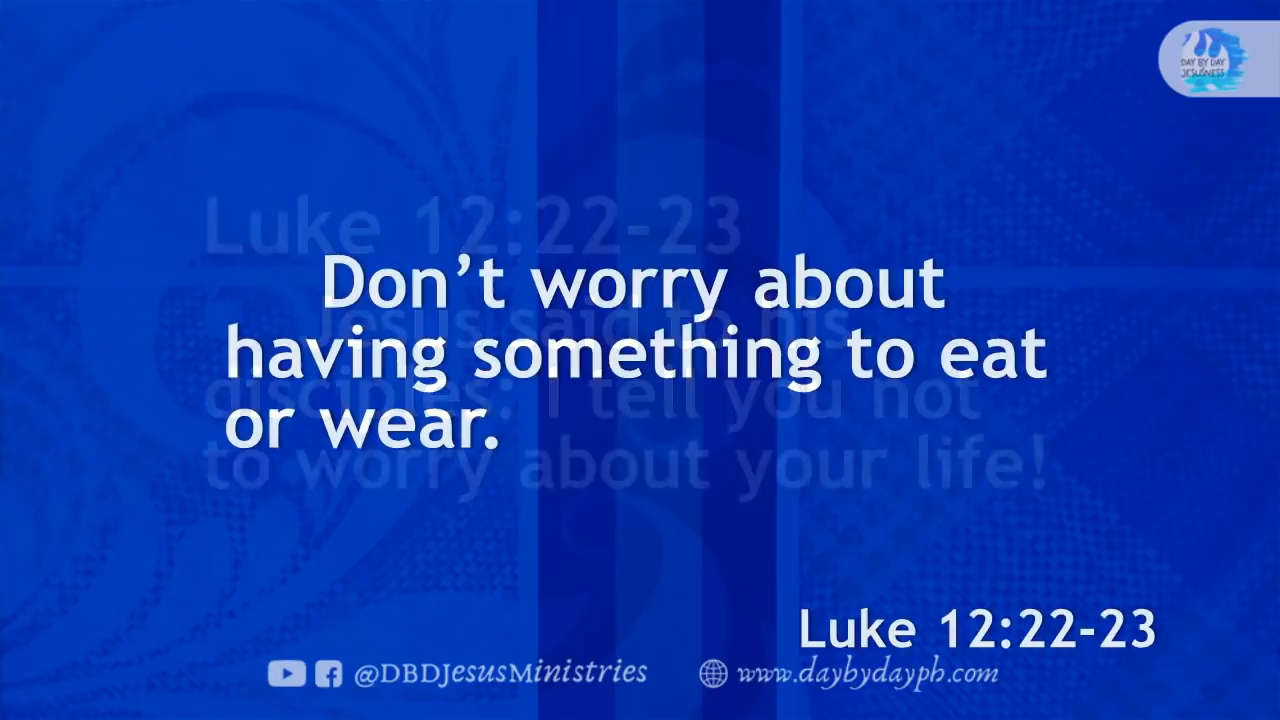 DAY BY DAY
JESUSNESS
Luke 12:22-23
Don’t worry about
having something to eat
or wear.
Jesus said to his
disciples: I tell you not
to worry about your life!
Luke 12:22-23
@DBDJesusMinistries
www.daybydayph.com